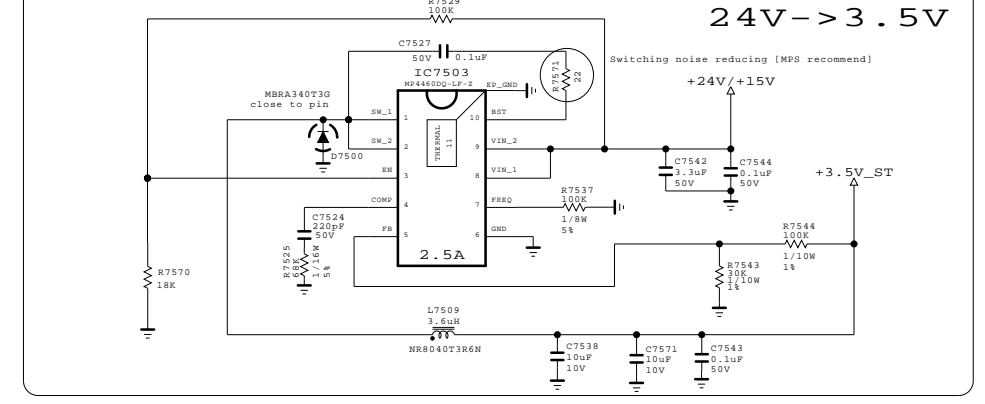 R7529
100K
24V->3.5V
C7527
50V
0.1uF
R7571
22
Switching noise reducing [MPS recommend]
IC7503
MP4460DQ-LF-Z
EP_GND
+24V/+15V
MBRA340T3G
close to pin
SW_1
1
10
BST
THERMAL
11
D7500
SW_2
2
9
VIN_2
C7542
3.3uF
50V
C7544
0.1uF
50V
+3.5V_ST
EN
3
8
VIN_1
R7537
100K
1/8W
5%
COMP
4
7
FREQ
C7524
220pF
50V
FB
5
6
GND
R7544
100K
1/10W
1%
2.5A
R7525
68K
1/16W
5%
R7570
18K
R7543
30K
1/10W
1%
L7509
3.6uH
NR8040T3R6N
C7538
10uF
10V
C7571
10uF
10V
C7543
0.1uF
50V